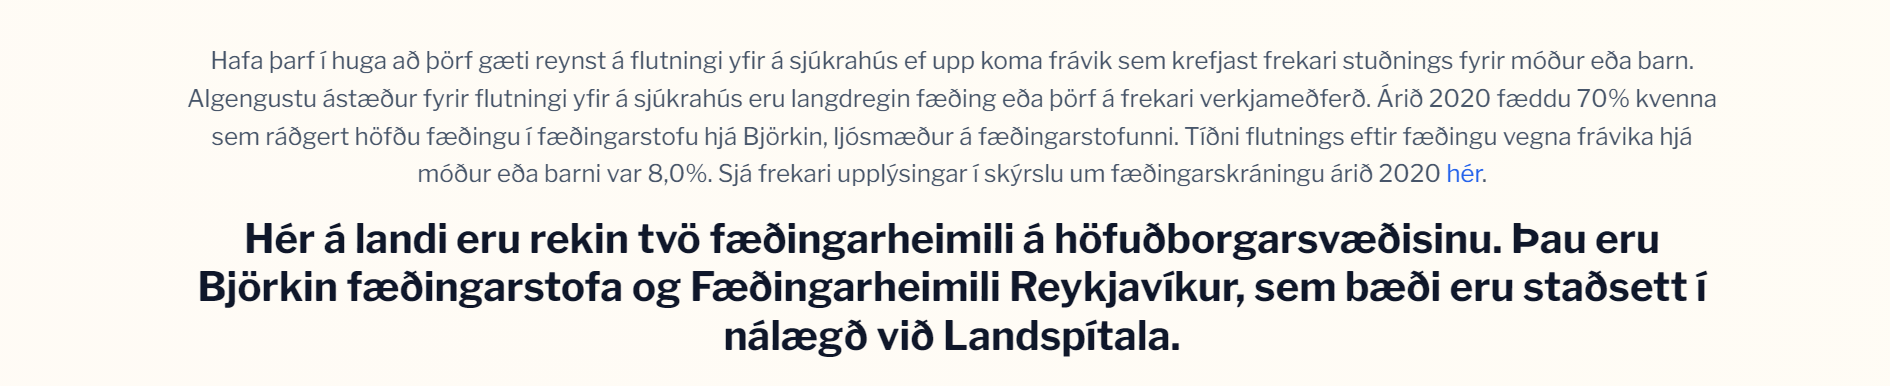 Hafa þarf í huga að þörf gæti reynst á flutningi yfir á sjúkrahús ef upp koma frávik sem krefjast frekari stuðnings fyrir móður eða barn.
Algengustu ástæður fyrir flutningi yfir á sjúkrahús eru langdregin fæðing eða þörf á frekari verkjameðferð. Árið 2020 fæddu 70% kvenna
sem ráðgert höfðu fæðingu í fæðingarstofu hjá Björkin, ljósmæður á fæðingarstofunni. Tíðni flutnings eftir fæðingu vegna frávika hjá
móður eða barni var 8,0%. Sjá frekari upplýsingar í skýrslu um fæðingarskráningu árið 2020 hér.
Hér á landi eru rekin tvö fæðingarheimili á höfuðborgarsvæðisinu. Þau eru
Björkin fæðingarstofa og Fæðingarheimili Reykjavíkur, sem bæði eru staðsett í
nálægð við Landspítala.